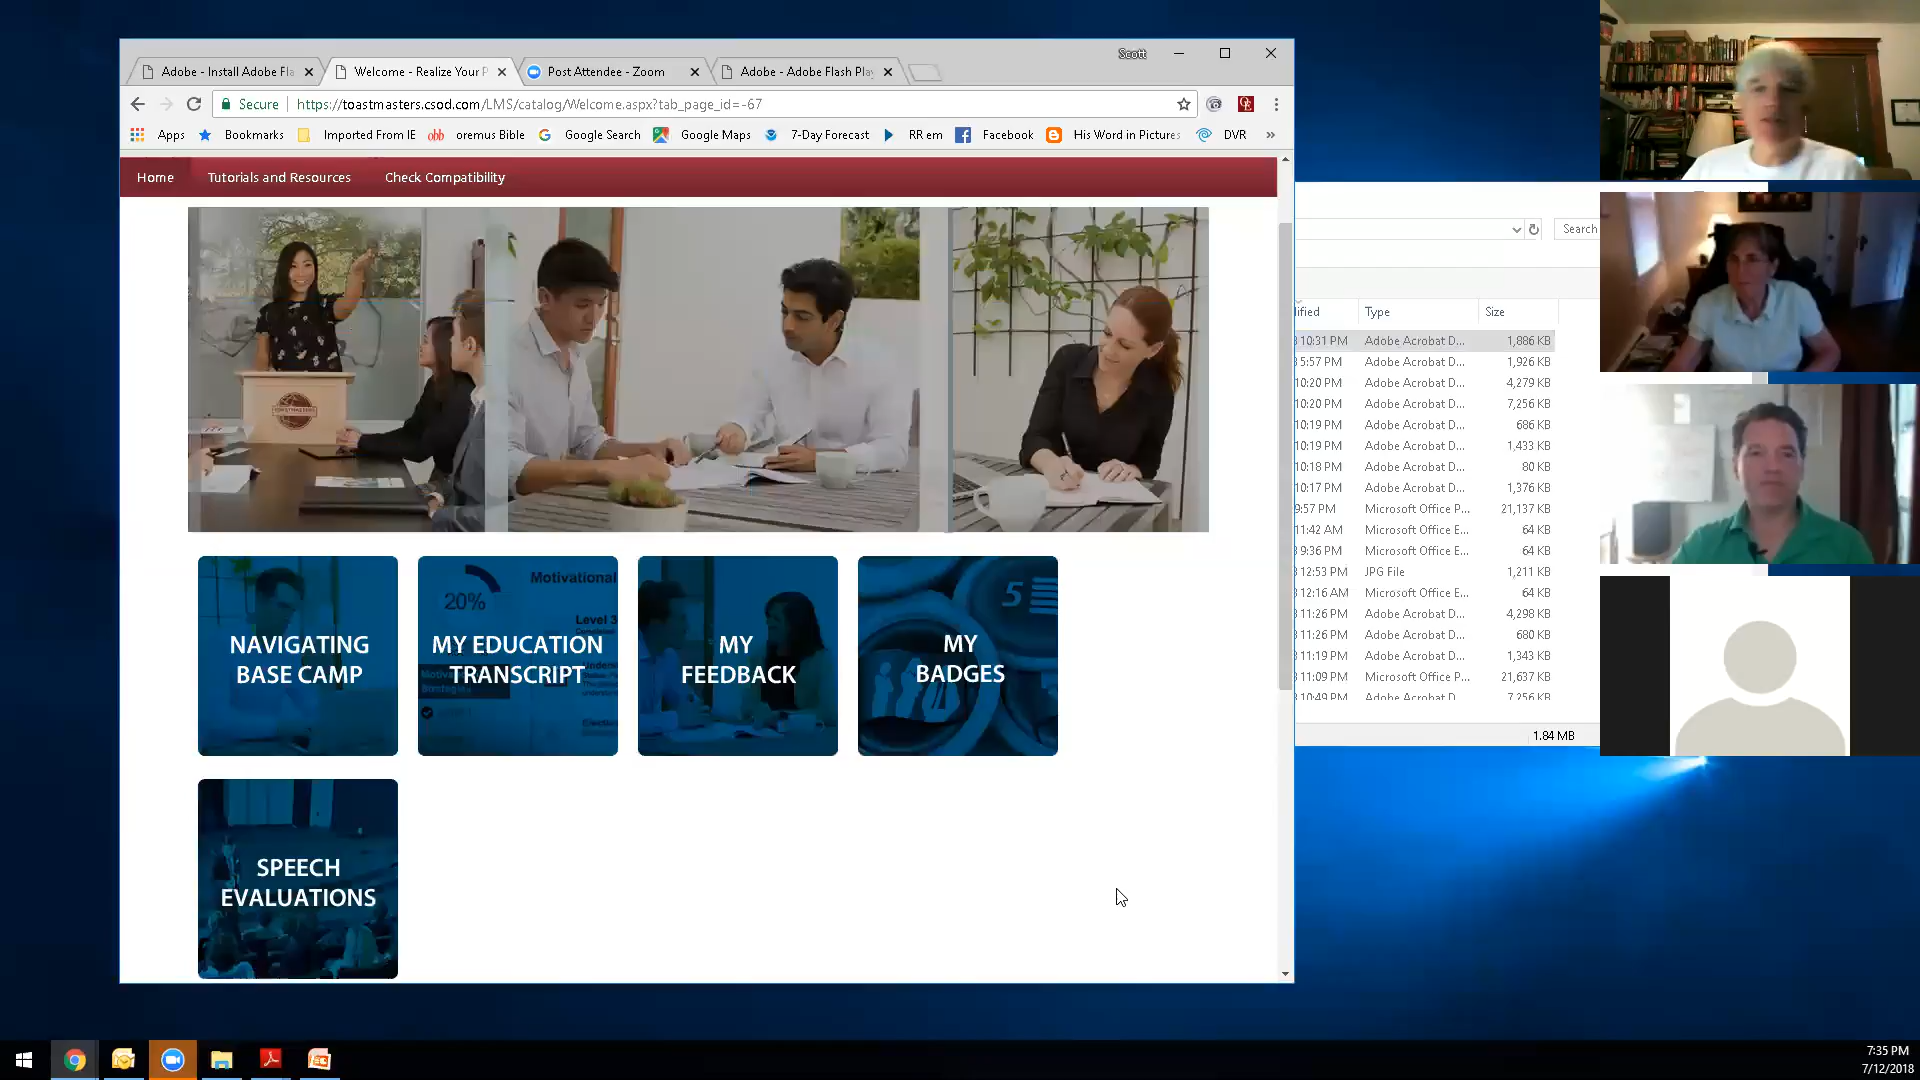 Scott
Adobe - Install Adobe Fla
Welcome - Realize Your P
Post Attendee - Zoom
Adobe - Adobe Flash Play
Secure
https://toastmasters.csod.com/LMS/catalog/Welcome.aspx?tab_page_id=-67
Apps
Bookmarks
Imported From IE
obb
oremus Bible
Google Search
Google Maps
7-Day Forecast
RR em
Facebook
His Word in Pictures
DVR
»
Home
Tutorials and Resources
Check Compatibility
TOASTMASTERS
NAVIGATING
BASE CAMP
20%
Motivational
Level 3
MY EDUCATION
TRANSCRIPT
MY
FEEDBACK
5
MY
BADGES
SPEECH
EVALUATIONS
Search
ified Type Size
10:31 PM Adobe Acrobat D... 1,886 KB
5:57 PM Adobe Acrobat D... 1,926 KB
10:20 PM Adobe Acrobat D... 4,279 KB
10:20 PM Adobe Acrobat D... 7,256 KB
10:19 PM Adobe Acrobat D... 686 KB
10:19 PM Adobe Acrobat D... 1,433 KB
10:18 PM Adobe Acrobat D... 80 KB
10:17 PM Adobe Acrobat D... 1,376 KB
9:57 PM Microsoft Office P... 21,137 KB
11:42 AM Microsoft Office E... 64 KB
9:36 PM Microsoft Office E... 64 KB
12:53 PM JPG File 1,211 KB
12:16 AM Microsoft Office E... 64 KB
11:26 PM Adobe Acrobat D... 4,298 KB
11:26 PM Adobe Acrobat D... 680 KB
11:19 PM Adobe Acrobat D... 1,343 KB
11:09 PM Microsoft Office P... 21,637 KB
10:49 PM Adobe Acrobat D 7,256 KB
1.84 MB
7:35 PM
7/12/2018